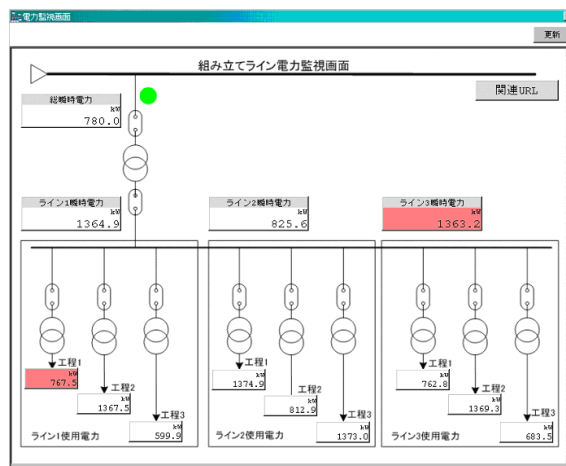 電力監視画面
更新
組み立てライン電力監視画面
関連URL
総瞬時電力
kW
780.0
ライン1瞬時電力
kW
1364.9
ライン2瞬時電力
kW
825.6
ライン3瞬時電力
kW
1363.2
工程1
kW
767.5
工程2
kW
1367.5
工程3
kW
599.9
ライン1使用電力
工程1
kW
1374.9
工程2
kW
812.9
工程3
kW
1373.0
ライン2使用電力
工程1
kW
762.8
工程2
kW
1369.3
工程3
kW
683.5
ライン3使用電力